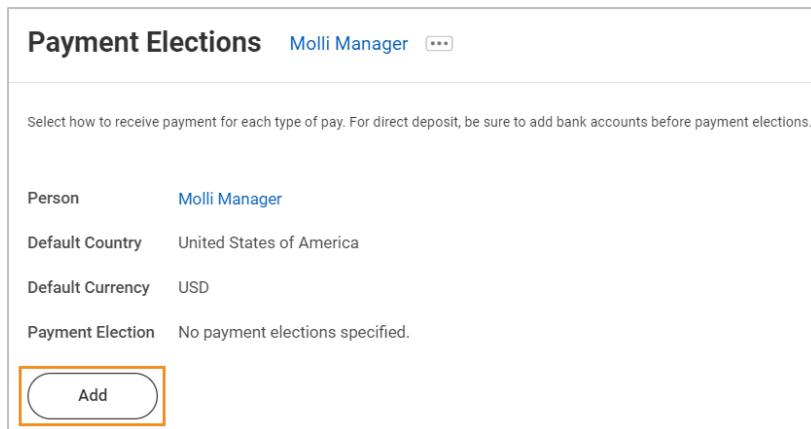 Payment Elections Molli Manager
Select how to receive payment for each type of pay. For direct deposit, be sure to add bank accounts before payment elections.
Person Molli Manager
Default Country United States of America
Default Currency USD
Payment Election No payment elections specified.
Add